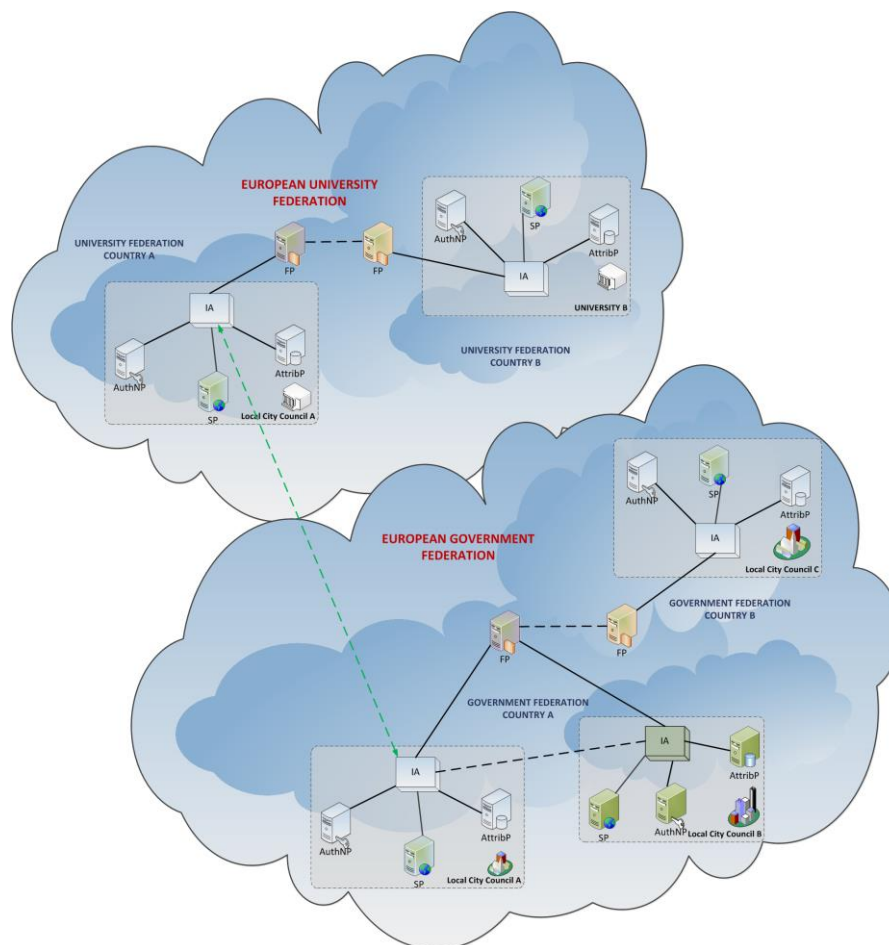 EUROPEAN UNIVERSITY
FEDERATION
UNIVERSITY FEDERATION
COUNTRY A
FP
FP
AuthNP
SP
AttribP
IA
UNIVERSITY B
IA
AuthNP
AttribP
SP
Local City Council A
UNIVERSITY FEDERATION
COUNTRY B
EUROPEAN GOVERNMENT
FEDERATION
AuthNP
SP
AttribP
IA
Local City Council C
GOVERNMENT FEDERATION
COUNTRY B
FP
FP
GOVERNMENT FEDERATION
COUNTRY A
IA
AuthNP
AttribP
SP
Local City Council A
IA
AttribP
SP
AuthNP
Local City Council B